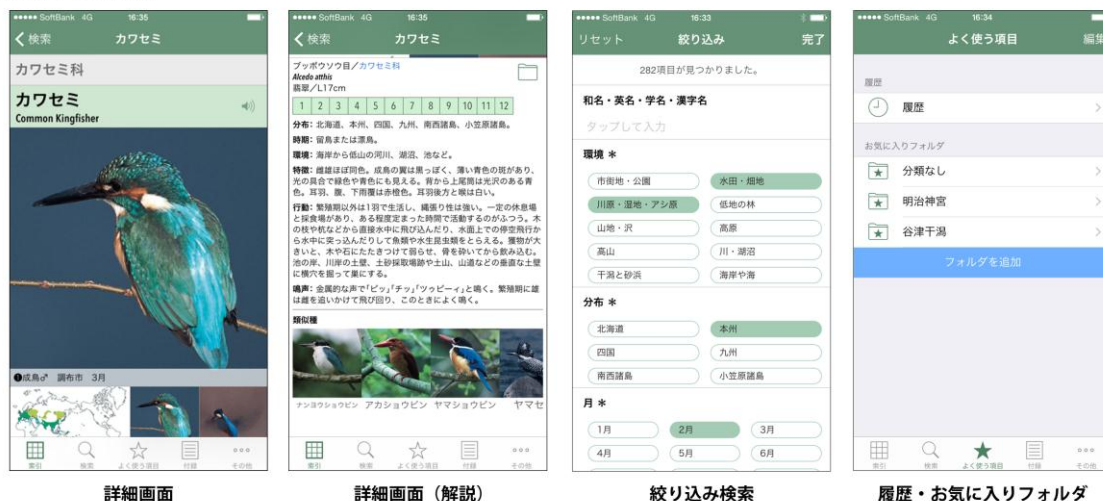 SoftBank 4G 16:35
検索 カワセミ
カワセミ科
カワセミ
Common Kingfisher
❶成鳥♂ 調布市 3月
索引 検索 よく使う項目 付録 その他
詳細画面
SoftBank 4G 16:35
検索 カワセミ
ブッポウソウ目／カワセミ科
Alcedo atthis
翡翠／L17cm
1 2 3 4 5 6 7 8 9 10 11 12
分布：北海道、本州、四国、九州、南西諸島、小笠原諸島。
時期：留鳥または漂鳥。
環境：海岸から低山の河川、湖沼、池など。
特徴：雌雄ほぼ同色。成鳥の翼は黒っぽく、薄い青色の斑があり、
光の具合で緑色や青色にも見える。背から上尾筒は光沢のある青
色。耳羽、腹、下雨覆は赤橙色。耳羽後方と喉は白い。
行動：繁殖期以外は1羽で生活し、縄張り性は強い。一定の休息場
と採食場があり、ある程度定まった時間で活動するのがふつう。木
の枝や杭などから直接水中に飛び込んだり、水面上での停空飛行か
ら水中に突っ込んだりして魚類や水生昆虫類をとらえる。獲物が大
きいと、木や石にたたきつけて弱らせ、骨を砕いてから飲み込む。
池の岸、川岸の土壁、土砂採取場跡や土山、山道などの垂直な土壁
に横穴を掘って巣にする。
鳴声：金属的な声で「ピッ」「チッ」「ツゥピーィ」と鳴く。繁殖期に雄
は雌を追いかけて飛び回り、このときによく鳴く。
類似種
ナンヨウショウビン アカショウビン ヤマショウビン ヤマセ
索引 検索 よく使う項目 付録 その他
詳細画面（解説）
SoftBank 4G 16:33
リセット 絞り込み 完了
282項目が見つかりました。
和名・英名・学名・漢字名
タップして入力
環境 ＊
市街地・公園 水田・畑地
川原・湿地・アシ原 低地の林
山地・沢 高原
高山 川・湖沼
干潟と砂浜 海岸や海
分布 ＊
北海道 本州
四国 九州
南西諸島 小笠原諸島
月 ＊
1月 2月 3月
4月 5月 6月
絞り込み検索
SoftBank 4G 16:34
よく使う項目 編集
履歴
履歴
お気に入りフォルダ
分類なし
明治神宮
谷津干潟
フォルダを追加
索引 検索 よく使う項目 付録 その他
履歴・お気に入りフォルダ